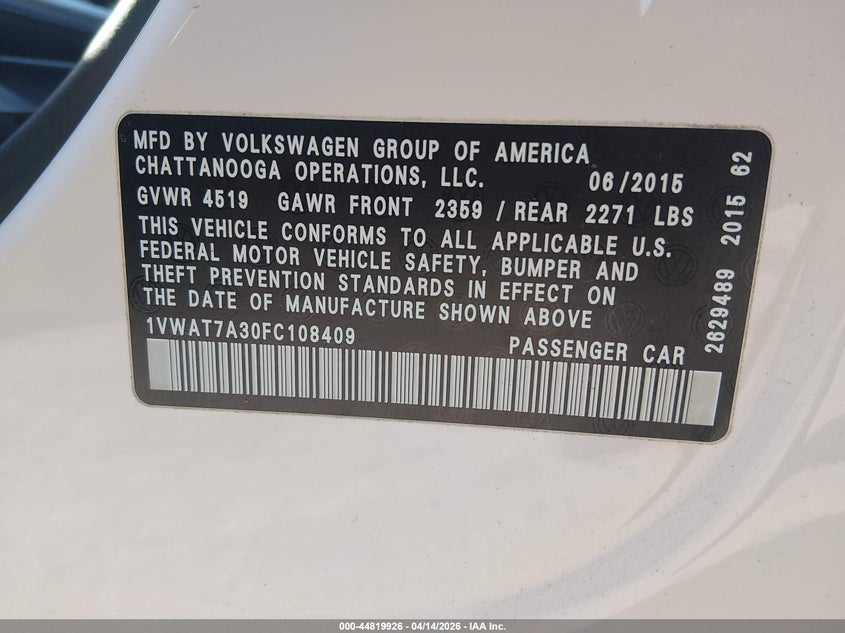 MFD BY VOLKSWAGEN GROUP OF AMERICA
CHATTANOOGA OPERATIONS, LLC. 06/2015
GVWR 4519 GAWR FRONT 2359 / REAR 2271 LBS
THIS VEHICLE CONFORMS TO ALL APPLICABLE U.S.
FEDERAL MOTOR VEHICLE SAFETY, BUMPER AND
THEFT PREVENTION STANDARDS IN EFFECT ON
THE DATE OF MANUFACTURE SHOWN ABOVE
1VWAT7A30FC108409 PASSENGER CAR
2629489 2015 62
000-44819926 - 04/14/2026 - IAA Inc.